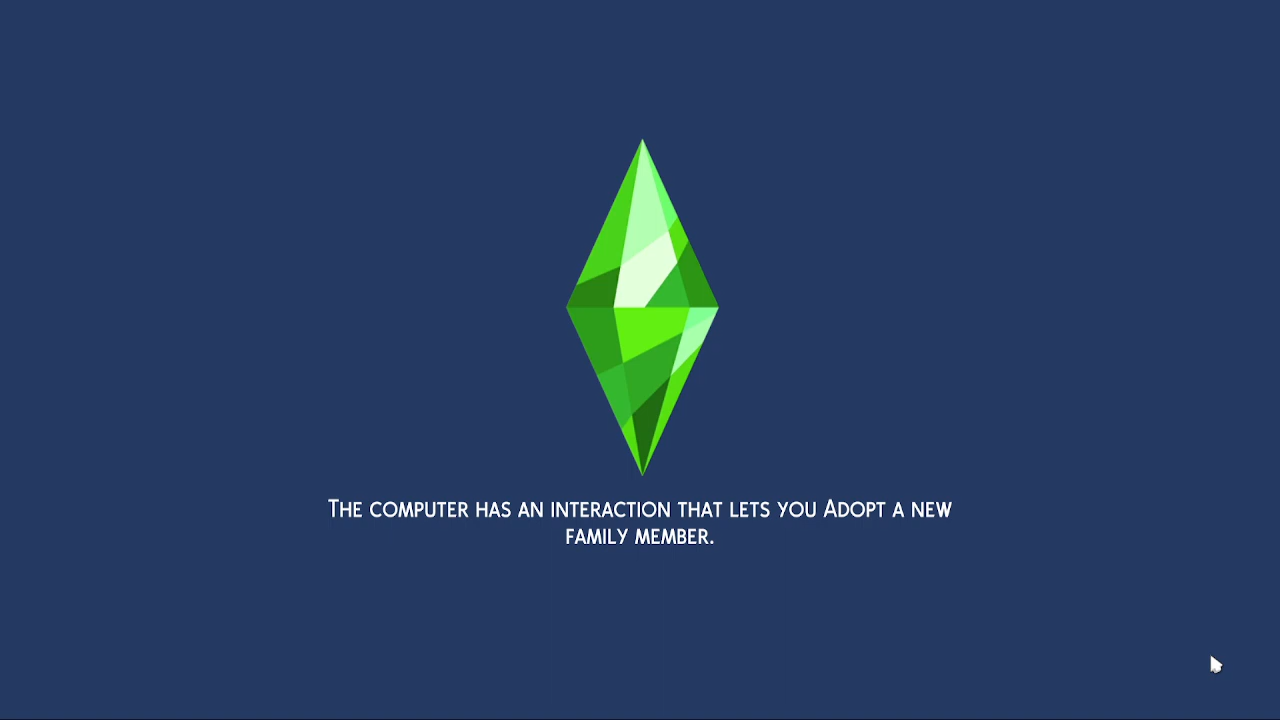 The computer has an interaction that lets you Adopt a new
family member.